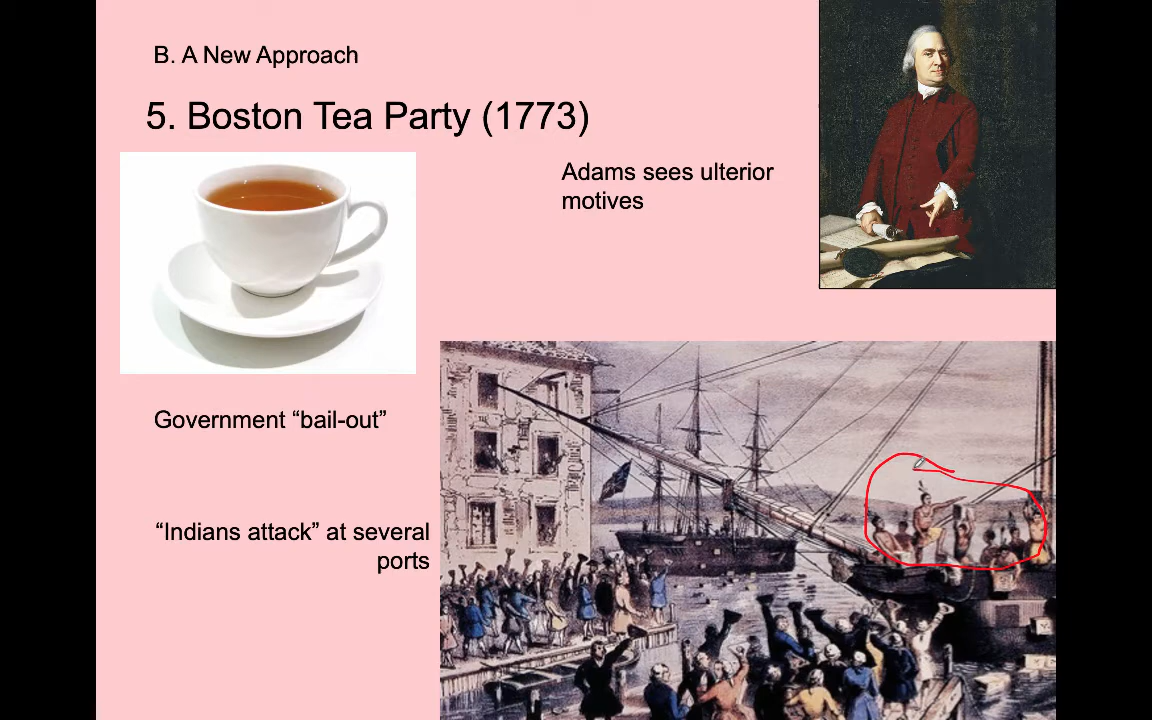 B. A New Approach
5. Boston Tea Party (1773)
Adams sees ulterior
motives
Government “bail-out”
“Indians attack” at several
ports